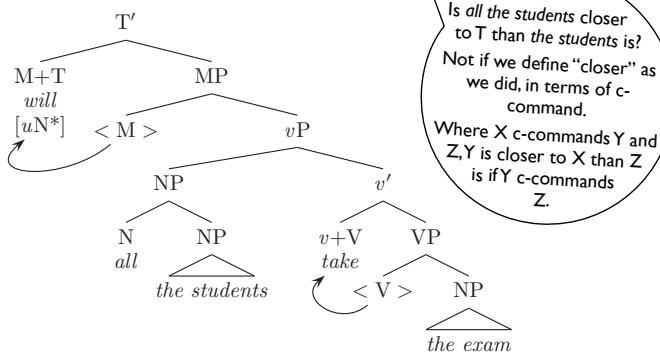 T′
M+T MP
will
[uN*] < M > vP
NP v′
N NP v+V VP
all the students take < V > NP
the exam
Is all the students closer
to T than the students is?
Not if we define “closer” as
we did, in terms of c-
command.
Where X c-commands Y and
Z, Y is closer to X than Z
is if Y c-commands
Z.